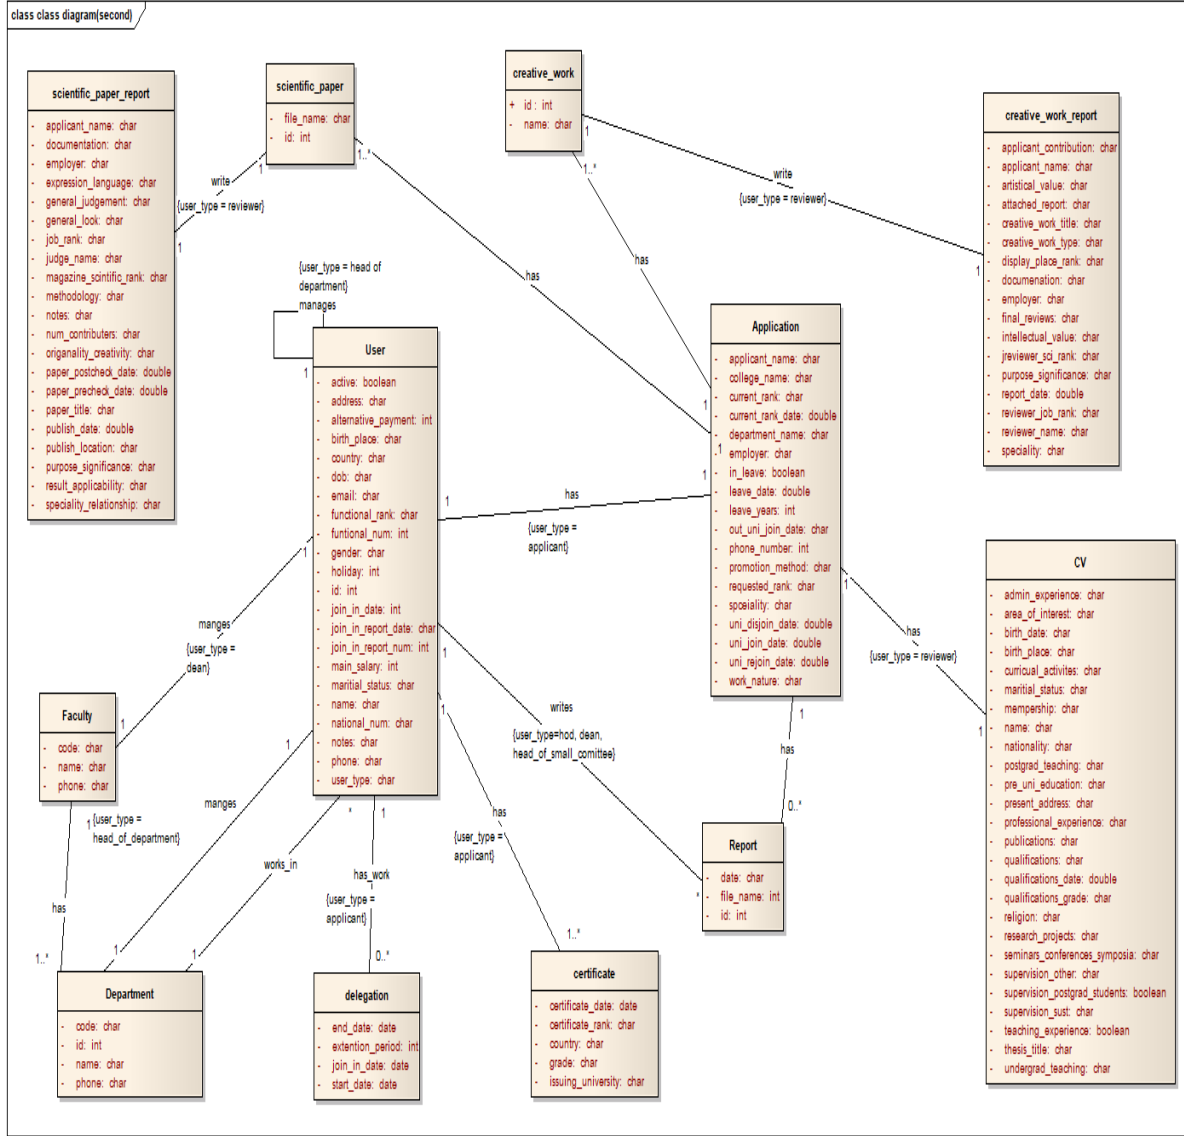 class class diagram(second)
scientific_paper_report
- applicant_name: char
- documentation: char
- employer: char
- expression_language: char
- general_judgement: char
- general_look: char
- job_rank: char
- judge_name: char
- magazine_scintific_rank: char
- methodology: char
- notes: char
- num_contributers: char
- origanality_creativity: char
- paper_postcheck_date: double
- paper_precheck_date: double
- paper_title: char
- publish_date: double
- publish_location: char
- purpose_significance: char
- result_applicability: char
- speciality_relationship: char
scientific_paper
- file_name: char
- id: int
1
write
{user_type = reviewer}
1
1..*
has
1
creative_work
+ id : int
- name: char
1
write
{user_type = reviewer}
1
1..*
has
1
creative_work_report
- applicant_contribution: char
- applicant_name: char
- artistical_value: char
- attached_report: char
- creative_work_title: char
- creative_work_type: char
- display_place_rank: char
- documenation: char
- employer: char
- final_reviews: char
- intellectual_value: char
- jreviewer_sci_rank: char
- purpose_significance: char
- report_date: double
- reviewer_job_rank: char
- reviewer_name: char
- speciality: char
{user_type = head of
department}
manages
1
User
- active: boolean
- address: char
- alternative_payment: int
- birth_place: char
- country: char
- dob: char
- email: char
- functional_rank: char
- funtional_num: int
- gender: char
- holiday: int
- id: int
- join_in_date: int
- join_in_report_date: char
- join_in_report_num: int
- main_salary: int
- maritial_status: char
- name: char
- national_num: char
- notes: char
- phone: char
- user_type: char
1
has
{user_type =
applicant}
1
Application
- applicant_name: char
- college_name: char
- current_rank: char
- current_rank_date: double
- department_name: char
- employer: char
- in_leave: boolean
- leave_date: double
- leave_years: int
- out_uni_join_date: char
- phone_number: int
- promotion_method: char
- requested_rank: char
- spceiality: char
- uni_disjoin_date: double
- uni_join_date: double
- uni_rejoin_date: double
- work_nature: char
1
has
{user_type = reviewer}
1
CV
- admin_experience: char
- area_of_interest: char
- birth_date: char
- birth_place: char
- curricual_activites: char
- maritial_status: char
- mempership: char
- name: char
- nationality: char
- postgrad_teaching: char
- pre_uni_education: char
- present_address: char
- professional_experience: char
- publications: char
- qualifications: char
- qualifications_date: double
- qualifications_grade: char
- religion: char
- research_projects: char
- seminars_conferences_symposia: char
- supervision_other: char
- supervision_postgrad_students: boolean
- supervision_sust: char
- teaching_experience: boolean
- thesis_title: char
- undergrad_teaching: char
1
manges
{user_type =
dean}
1
Faculty
- code: char
- name: char
- phone: char
1
{user_type =
head_of_department}
has
1..*
1
manges
1
*
works_in
1
Department
- code: char
- id: int
- name: char
- phone: char
1
has_work
{user_type =
applicant}
0..*
delegation
- end_date: date
- extention_period: int
- join_in_date: date
- start_date: date
1
has
{user_type =
applicant}
1..*
certificate
- certificate_date: date
- certificate_rank: char
- country: char
- grade: char
- issuing_university: char
1
writes
{user_type=hod, dean,
head_of_small_comittee}
*
1
has
0..*
Report
- date: char
- file_name: int
- id: int